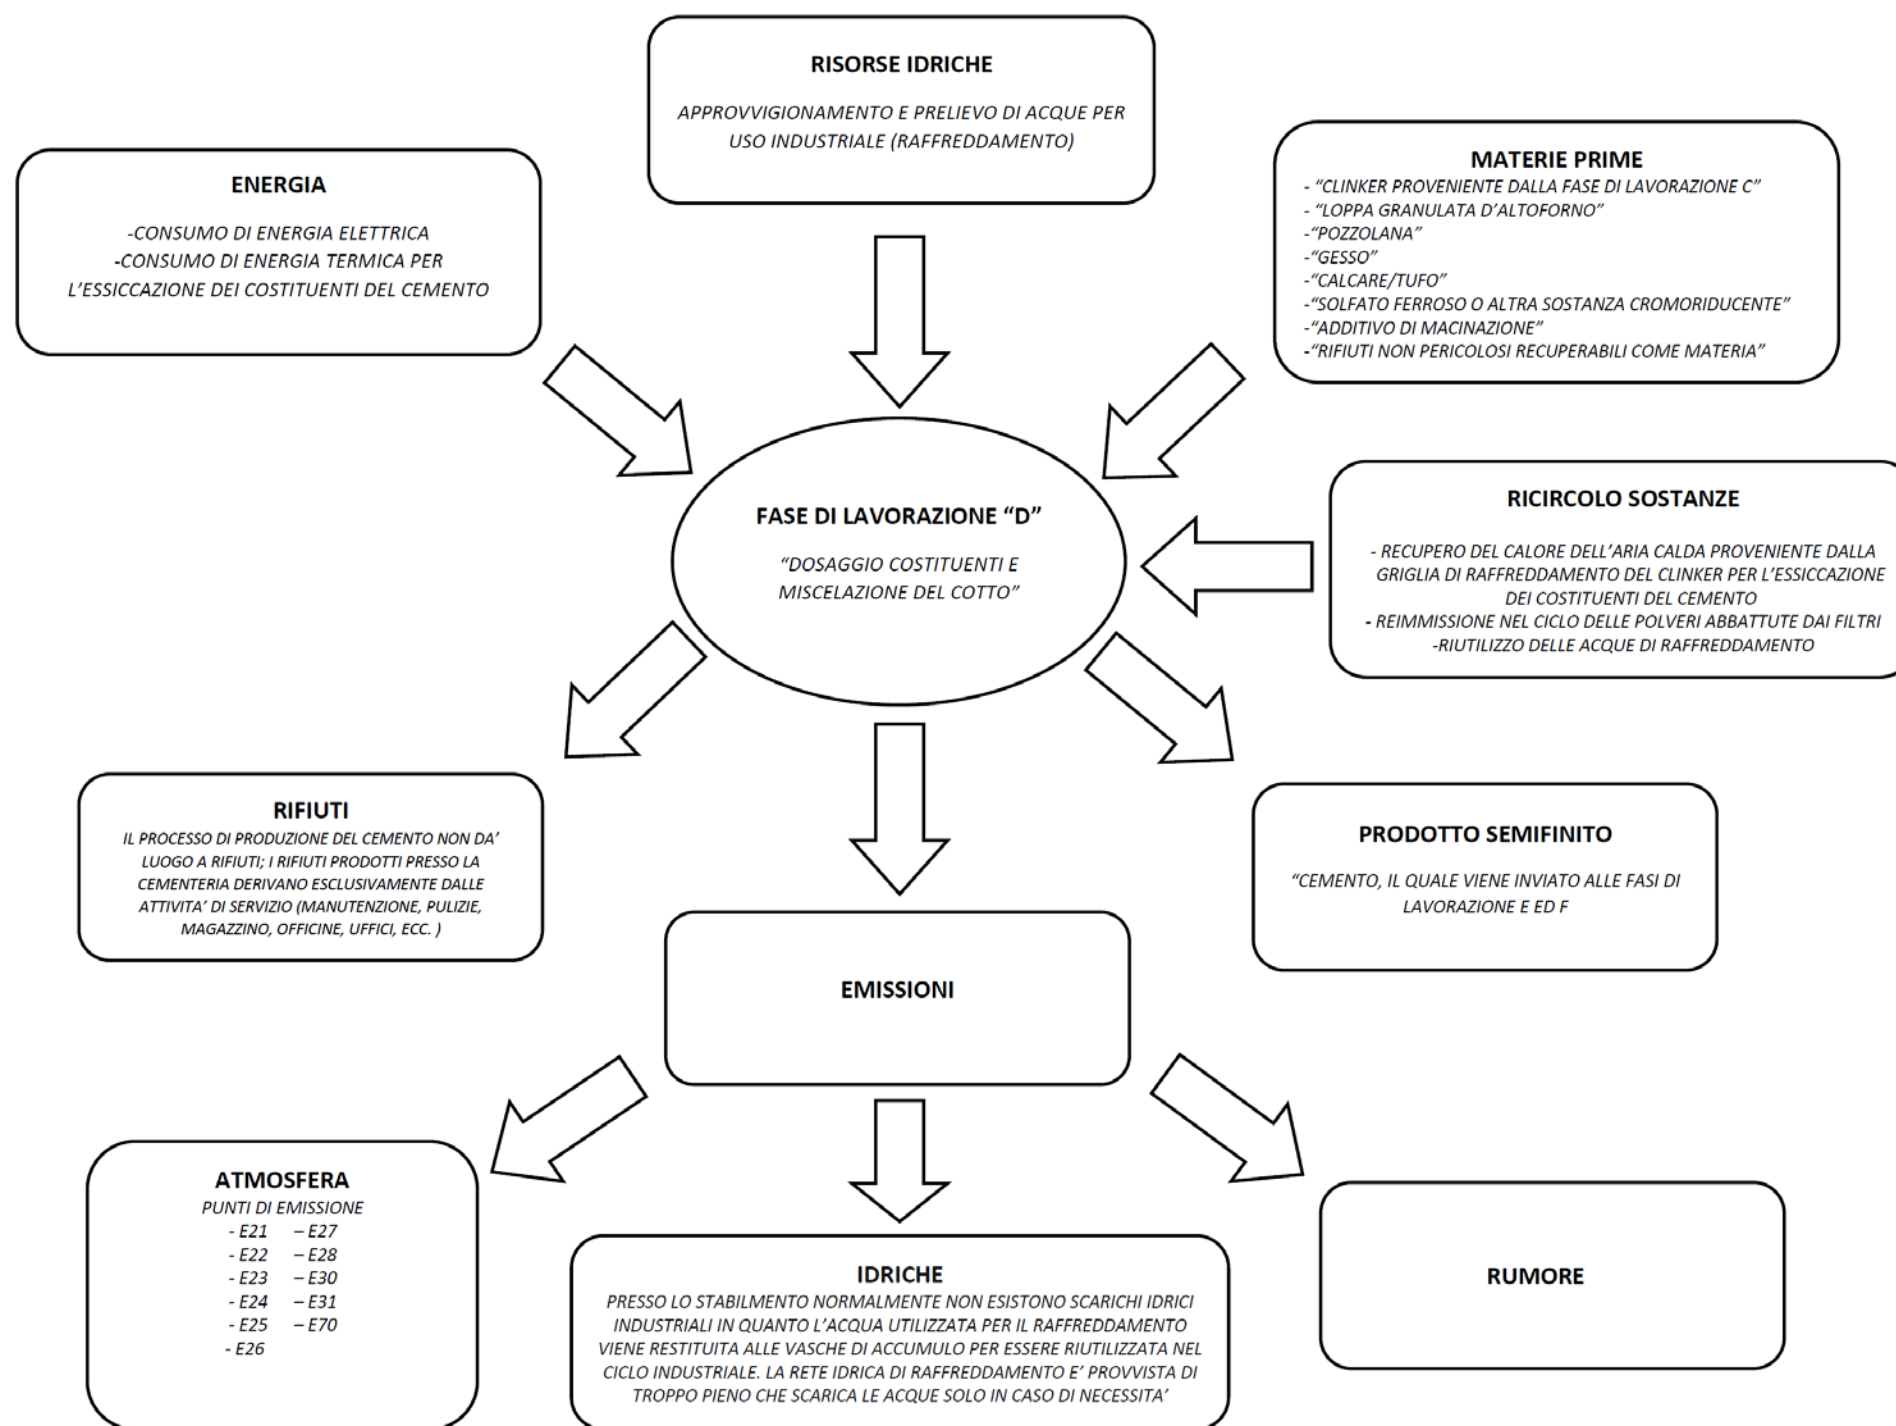 RISORSE IDRICHE
APPROVVIGIONAMENTO E PRELIEVO DI ACQUE PER
USO INDUSTRIALE (RAFFREDDAMENTO)
ENERGIA
-CONSUMO DI ENERGIA ELETTRICA
-CONSUMO DI ENERGIA TERMICA PER
L'ESSICCAZIONE DEI COSTITUENTI DEL CEMENTO
MATERIE PRIME
- “CLINKER PROVENIENTE DALLA FASE DI LAVORAZIONE C”
- “LOPPA GRANULATA D’ALTOFORNO”
-“POZZOLANA”
-“GESSO”
-“CALCARE/TUFO”
-“SOLFATO FERROSO O ALTRA SOSTANZA CROMORIDUCENTE”
-“ADDITIVO DI MACINAZIONE”
-“RIFIUTI NON PERICOLOSI RECUPERABILI COME MATERIA”
FASE DI LAVORAZIONE “D”
“DOSAGGIO COSTITUENTI E
MISCELAZIONE DEL COTTO”
RICIRCOLO SOSTANZE
- RECUPERO DEL CALORE DELL’ARIA CALDA PROVENIENTE DALLA
GRIGLIA DI RAFFREDDAMENTO DEL CLINKER PER L’ESSICCAZIONE
DEI COSTITUENTI DEL CEMENTO
- REIMMISSIONE NEL CICLO DELLE POLVERI ABBATTUTE DAI FILTRI
-RIUTILIZZO DELLE ACQUE DI RAFFREDDAMENTO
RIFIUTI
IL PROCESSO DI PRODUZIONE DEL CEMENTO NON DA’
LUOGO A RIFIUTI; I RIFIUTI PRODOTTI PRESSO LA
CEMENTERIA DERIVANO ESCLUSIVAMENTE DALLE
ATTIVITA’ DI SERVIZIO (MANUTENZIONE, PULIZIE,
MAGAZZINO, OFFICINE, UFFICI, ECC. )
PRODOTTO SEMIFINITO
“CEMENTO, IL QUALE VIENE INVIATO ALLE FASI DI
LAVORAZIONE E ED F
EMISSIONI
ATMOSFERA
PUNTI DI EMISSIONE
- E21 – E27
- E22 – E28
- E23 – E30
- E24 – E31
- E25 – E70
- E26
IDRICHE
PRESSO LO STABILMENTO NORMALMENTE NON ESISTONO SCARICHI IDRICI
INDUSTRIALI IN QUANTO L’ACQUA UTILIZZATA PER IL RAFFREDDAMENTO
VIENE RESTITUITA ALLE VASCHE DI ACCUMULO PER ESSERE RIUTILIZZATA NEL
CICLO INDUSTRIALE. LA RETE IDRICA DI RAFFREDDAMENTO E’ PROVVISTA DI
TROPPO PIENO CHE SCARICA LE ACQUE SOLO IN CASO DI NECESSITA’
RUMORE